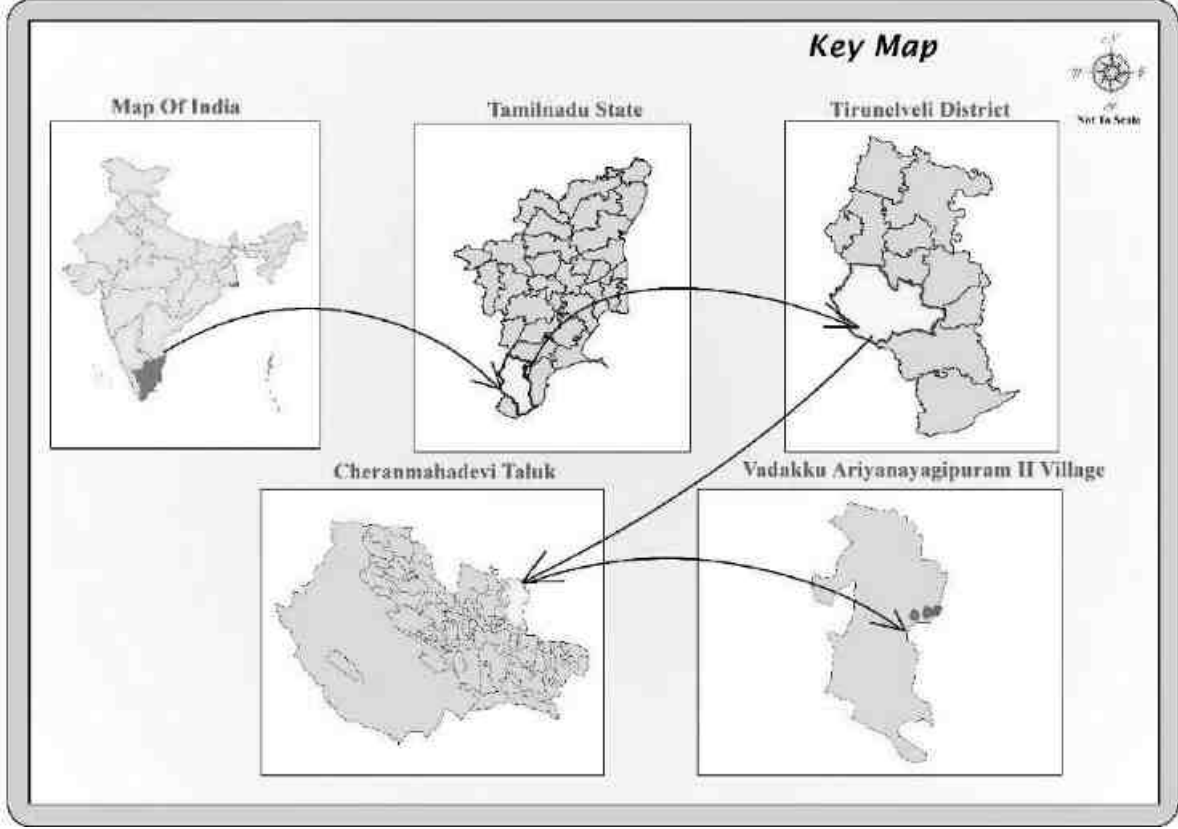 Key Map
N
W
E
S
Not To Scale
Map Of India
Tamilnadu State
Tirunelveli District
Cheranmahadevi Taluk
Vadakku Ariyanayagipuram II Village